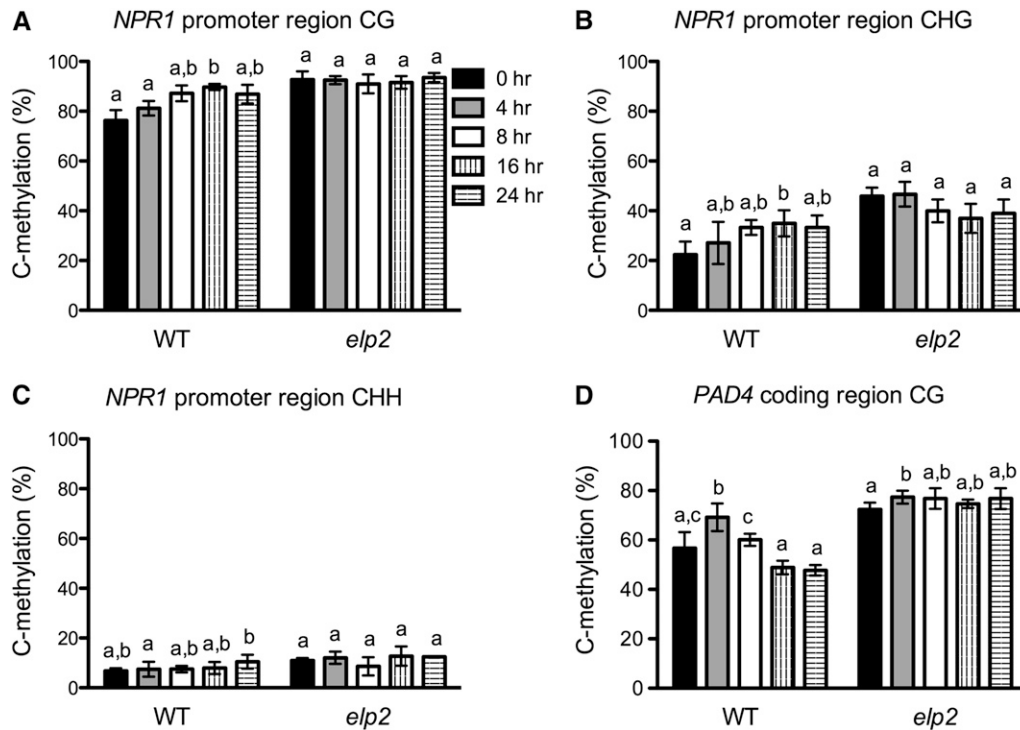 A NPR1 promoter region CG
C-methylation (%)
100
80
60
40
20
0
a a a,b b a,b a a a a a
WT elp2
0 hr
4 hr
8 hr
16 hr
24 hr
B NPR1 promoter region CHG
C-methylation (%)
100
80
60
40
20
0
a a,b a,b b a,b a a a a a
WT elp2
C NPR1 promoter region CHH
C-methylation (%)
100
80
60
40
20
0
a,b a a,b a,b b a a a a a
WT elp2
D PAD4 coding region CG
C-methylation (%)
100
80
60
40
20
0
a,c b c a a a b a,b a,b a,b
WT elp2